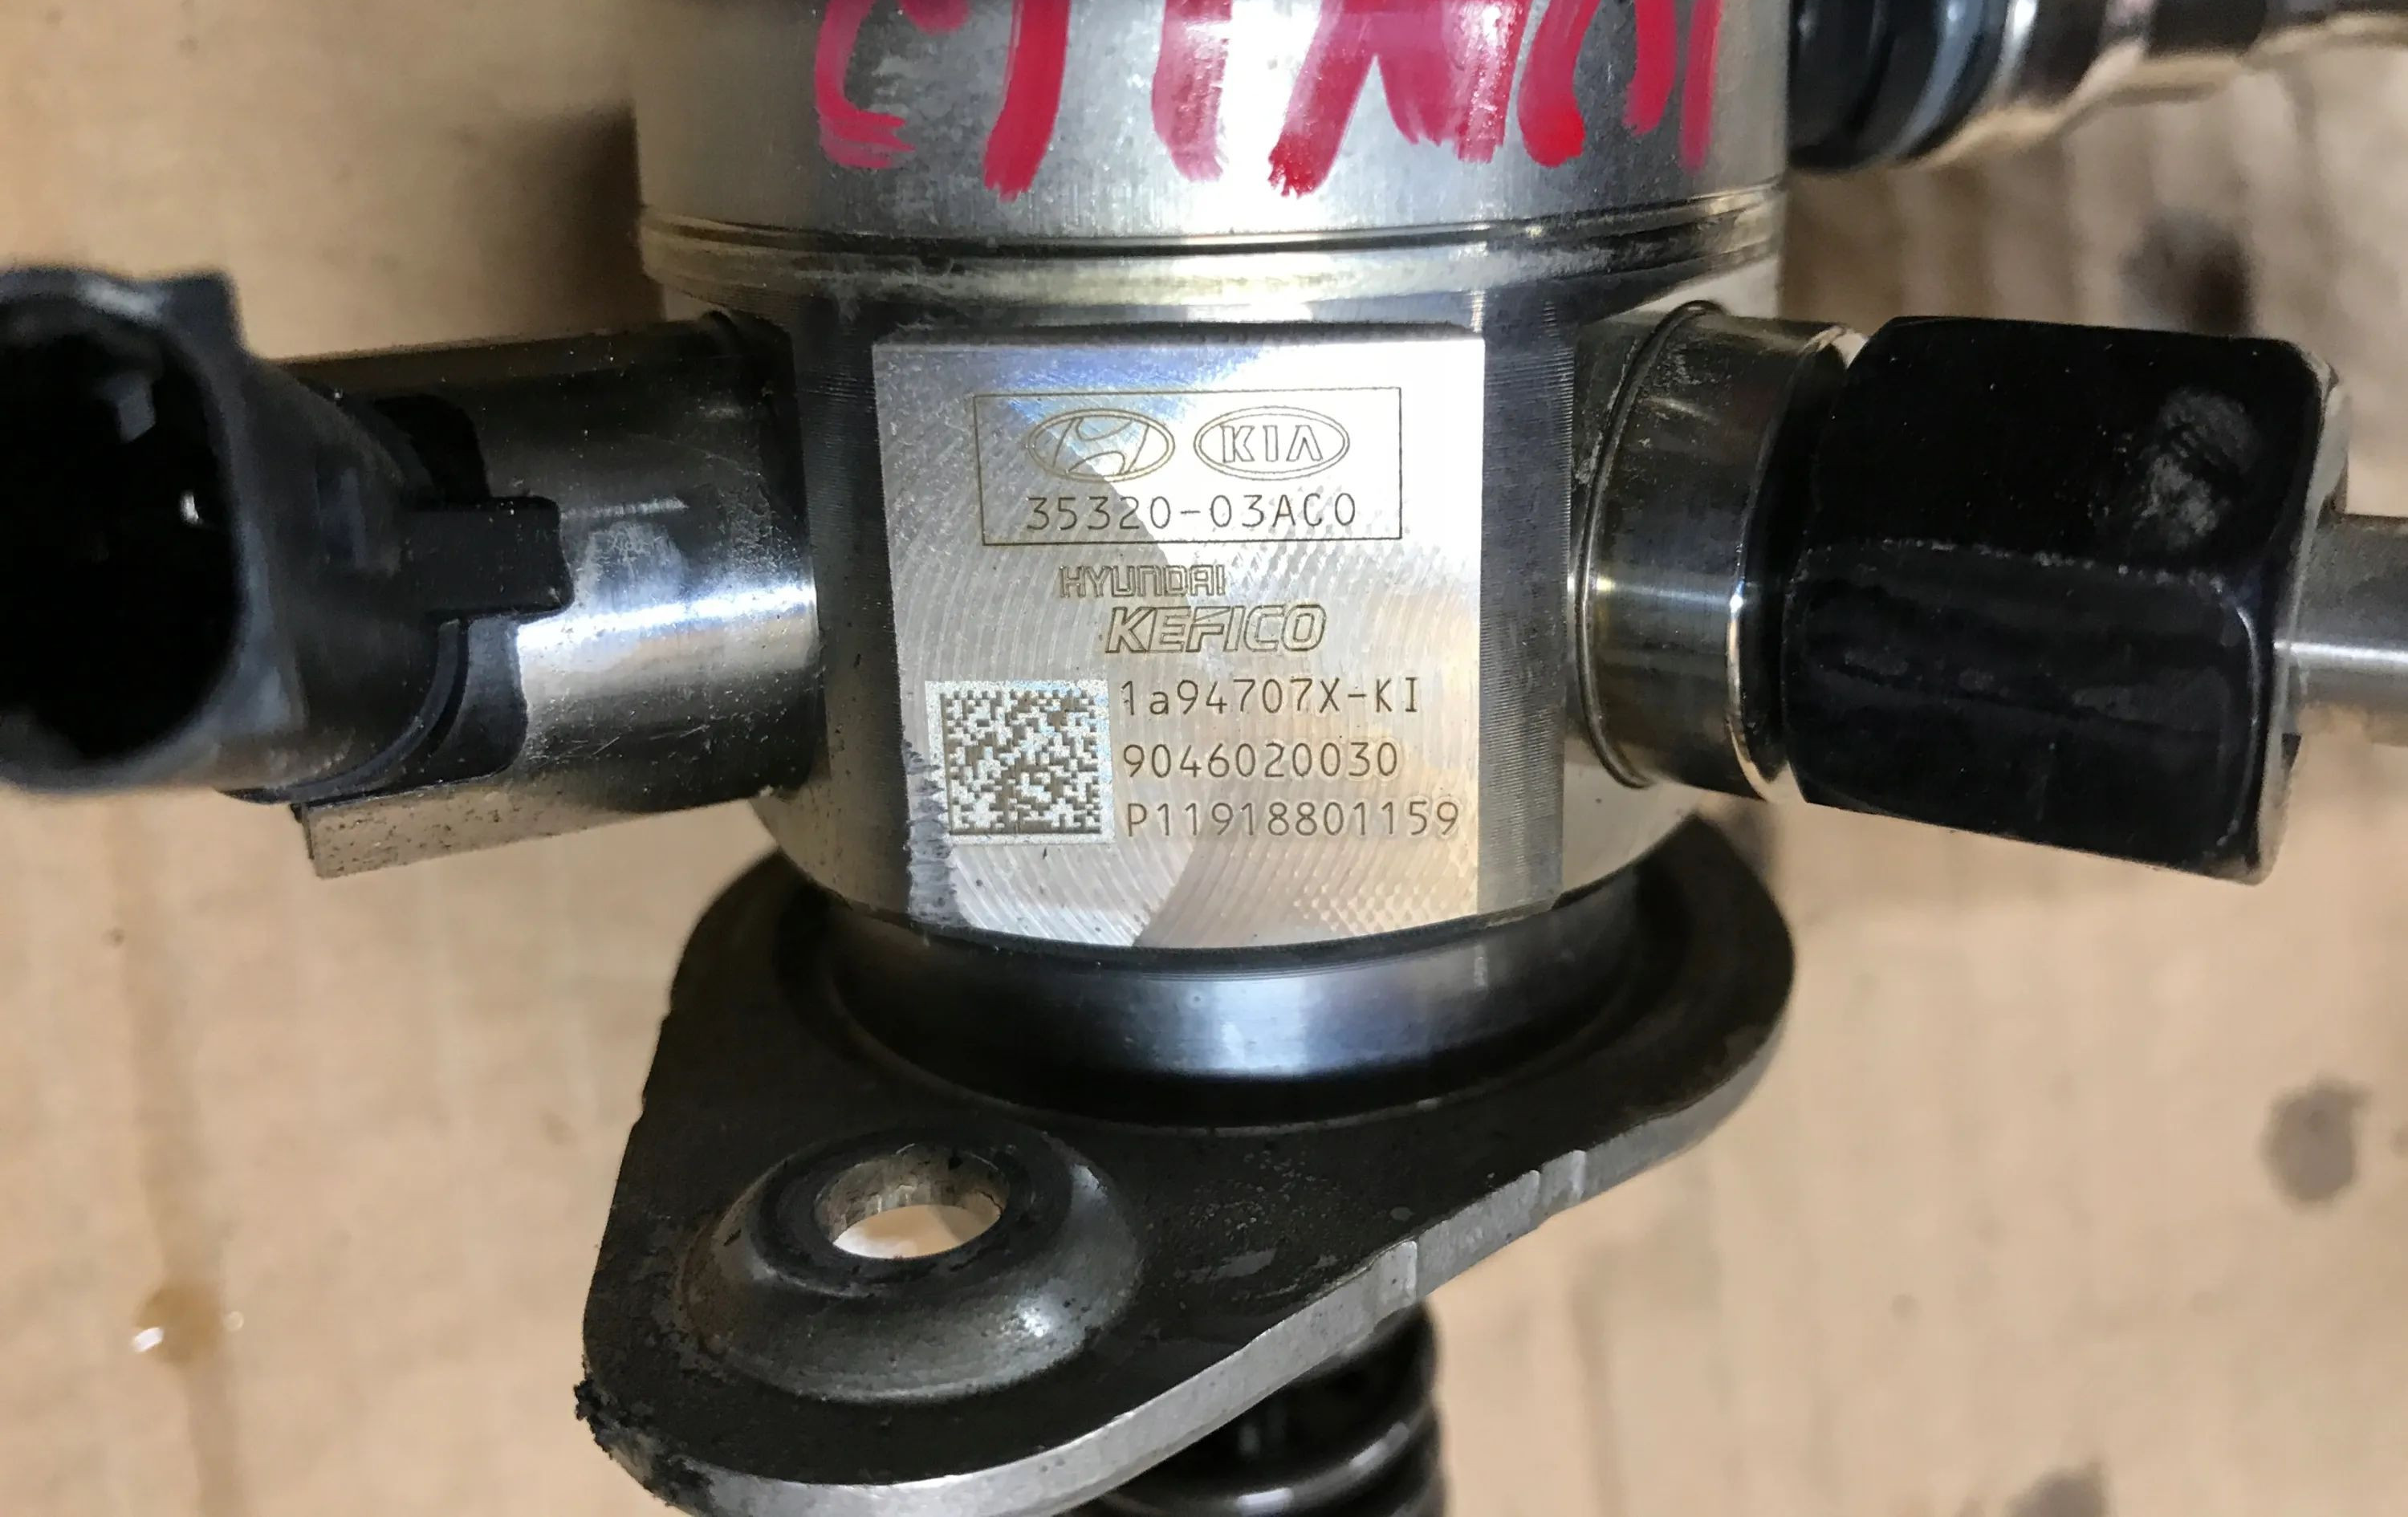 KIA
35320-03AC0
HYUNDAI
KEFICO
1a94707X-KI
9046020030
P11918801159